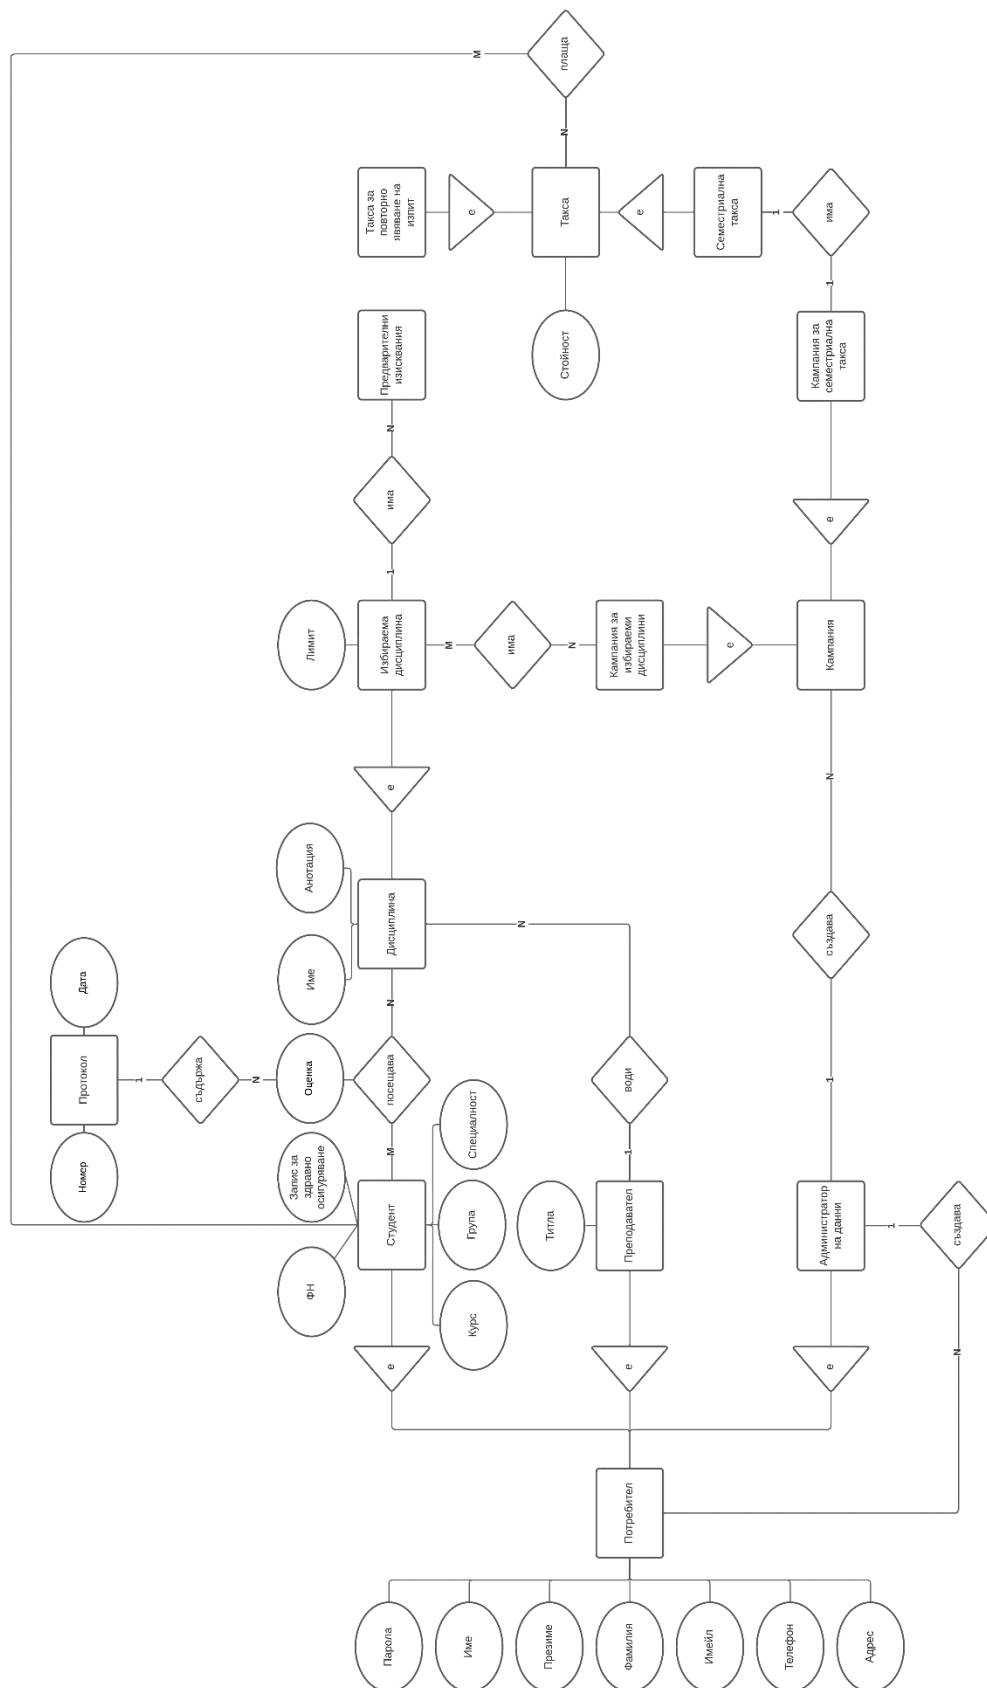 плаща
M
N
Такса за
повторно
явяване на
изпит
е
Такса
е
Семестриална
такса
1
има
1
Предварителни
изисквания
Стойност
Кампания за
семестриална
такса
N
има
е
1
Лимит
Избираема
дисциплина
M
има
N
Кампания за
избираеми
дисциплини
е
Кампания
N
е
Анотация
Дисциплина
N
създава
Име
Дата
N
Протокол
1
съдържа
N
Оценка
посещава
води
1
Номер
Запис за
здравно
осигуряване
M
Специалност
1
Студент
Група
Титла
Преподавател
Администратор
на данни
1
създава
ФН
Курс
е
е
е
N
Потребител
Парола
Име
Презиме
Фамилия
Имейл
Телефон
Адрес